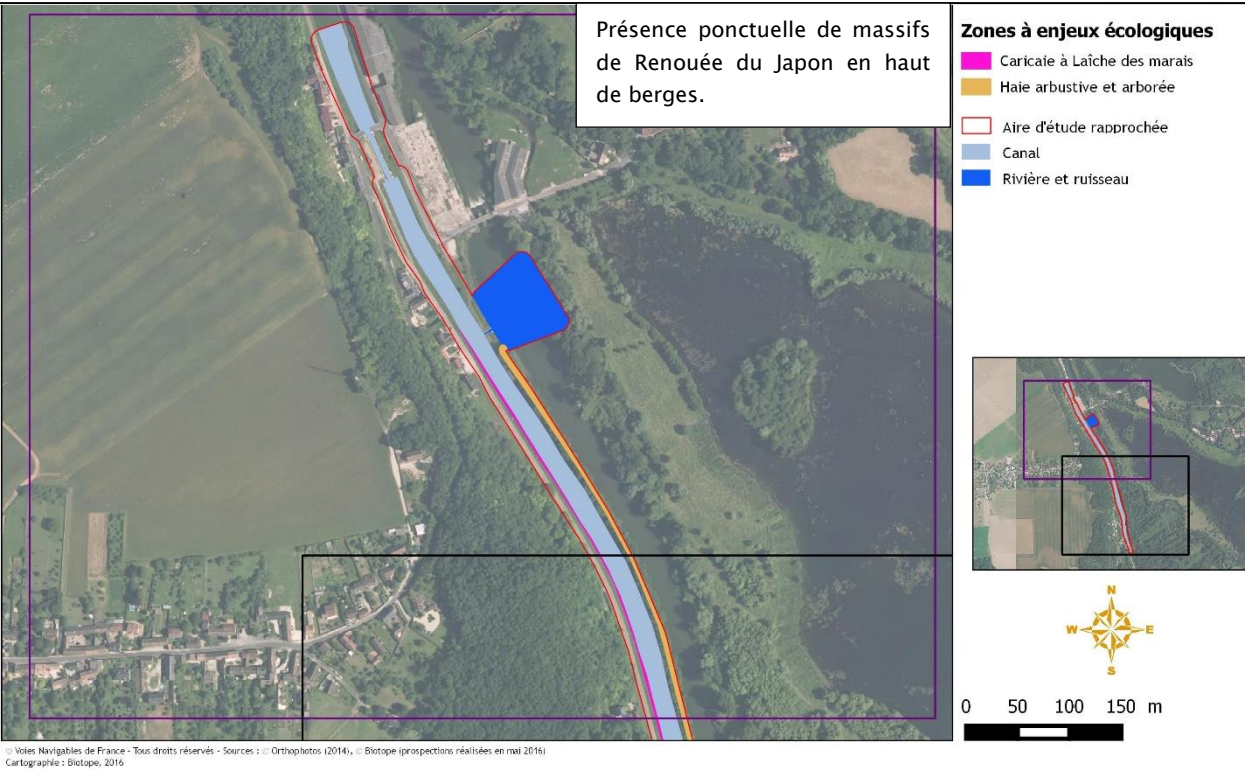 Présence ponctuelle de massifs
de Renouée du Japon en haut
de berges.
Zones à enjeux écologiques
Caricaie à Laîche des marais
Haie arbustive et arborée
Aire d'étude rapprochée
Canal
Rivière et ruisseau
N
W E
S
0 50 100 150 m
© Voies Navigables de France - Tous droits réservés - Sources : © Orthophotos (2014), © Biotope (prospections réalisées en mai 2016)
Cartographie : Biotope, 2016